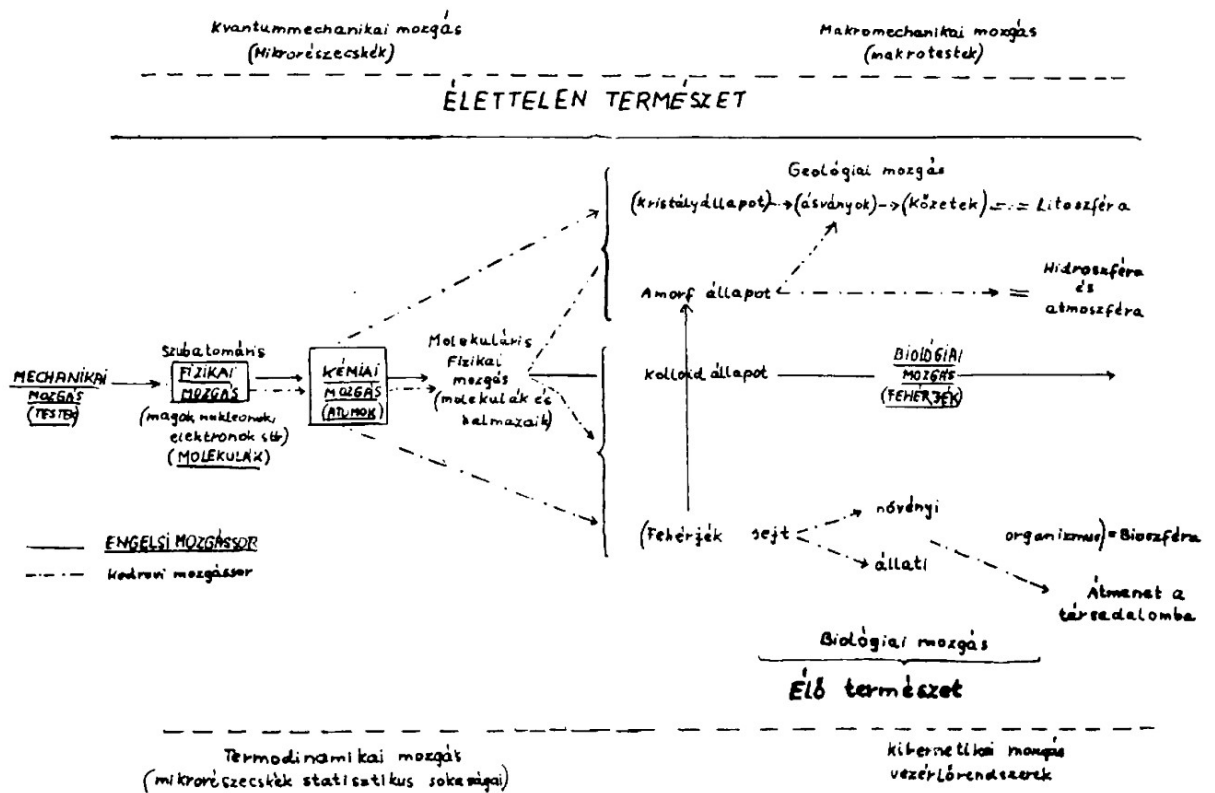 Kvantummechanikai mozgás
(Mikrorészecskék)
Makromechanikai mozgás
(makrotestek)
ÉLETTELEN TERMÉSZET
Geológiai mozgás
(kristályállapot)
(ásványok)
(kőzetek)
= Litoszféra
Amorf állapot
=
Hidroszféra
és
atmoszféra
MECHANIKAI
MOZGÁS
(TESTEK)
Szubatomáris
FIZIKAI
MOZGÁS
(magok, nukleonok,
elektronok stb)
(MOLEKULÁK)
KÉMIAI
MOZGÁS
(ATOMOK)
Molekuláris
Fizikai
mozgás
(molekulák és
halmazaik)
Kolloid állapot
BIOLÓGIAI
MOZGÁS
(FEHÉRJÉK)
(Fehérjék
sejt
növényi
állati
organizmus) = Bioszféra
Átmenet a
társadalomba
ENGELSI MOZGÁSSOR
kedrovi mozgássor
Biológiai mozgás
Élő természet
Termodinamikai mozgás
(mikrorészecskék statisztikus sokaságai)
kibernetikai mozgás
vezérlőrendszerek